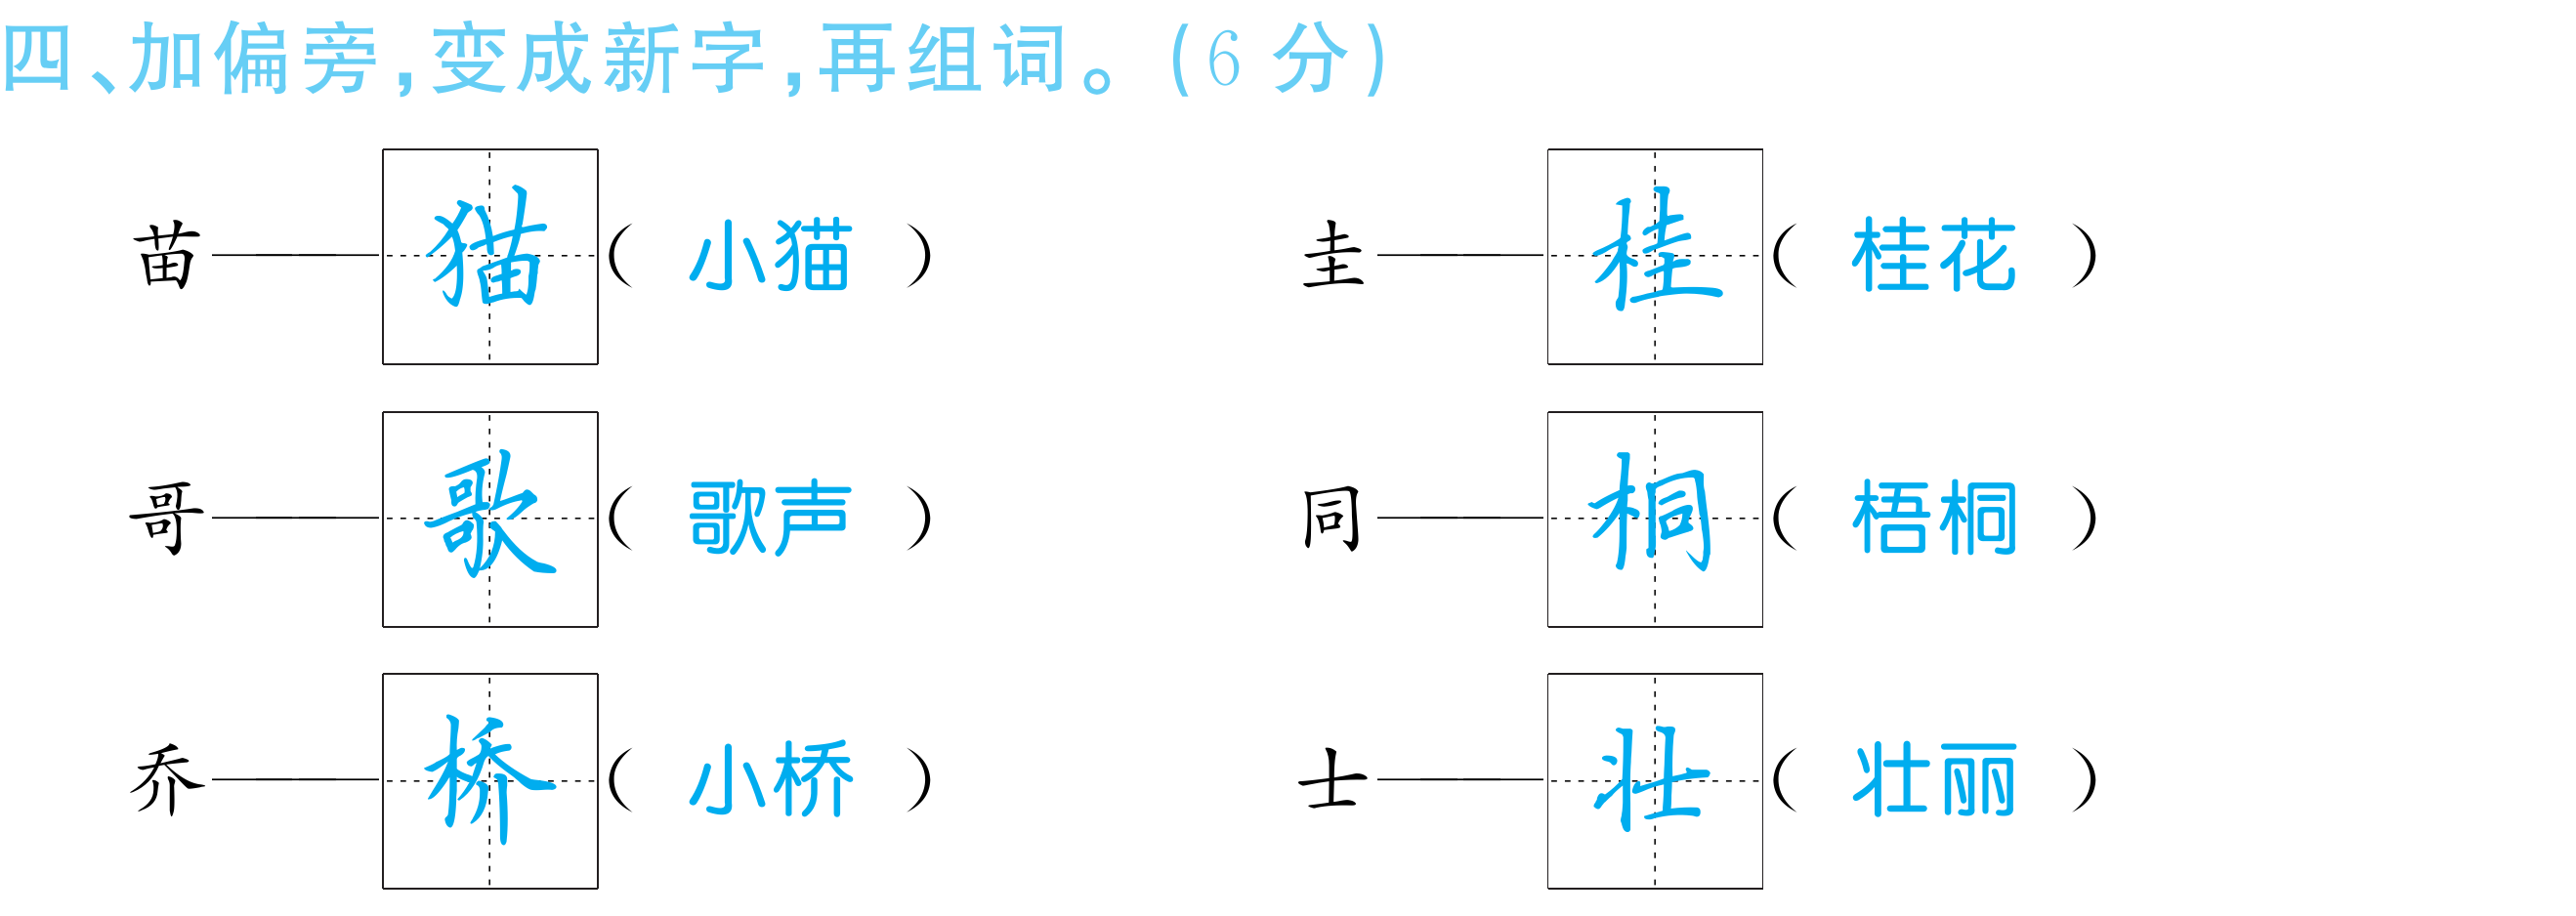 四、加偏旁,变成新字,再组词。(6 分)
苗——猫( 小猫 ) 圭——桂( 桂花 )
哥——歌( 歌声 ) 同——桐( 梧桐 )
乔——桥( 小桥 ) 士——壮( 壮丽 )